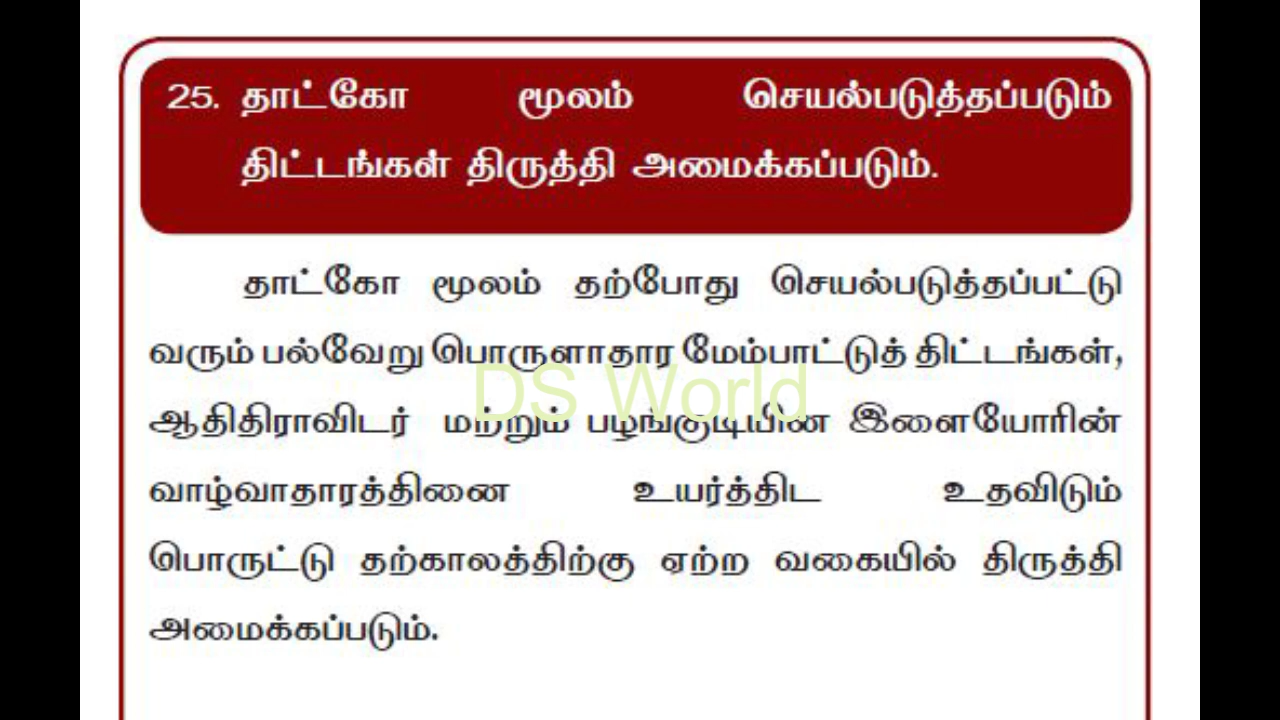 25. தாட்கோ மூலம் செயல்படுத்தப்படும்
திட்டங்கள் திருத்தி அமைக்கப்படும்.
தாட்கோ மூலம் தற்போது செயல்படுத்தப்பட்டு
வரும் பல்வேறு பொருளாதார மேம்பாட்டுத் திட்டங்கள்,
DS World
ஆதிதிராவிடர் மற்றும் பழங்குடியின இளையோரின்
வாழ்வாதாரத்தினை உயர்த்திட உதவிடும்
பொருட்டு தற்காலத்திற்கு ஏற்ற வகையில் திருத்தி
அமைக்கப்படும்.